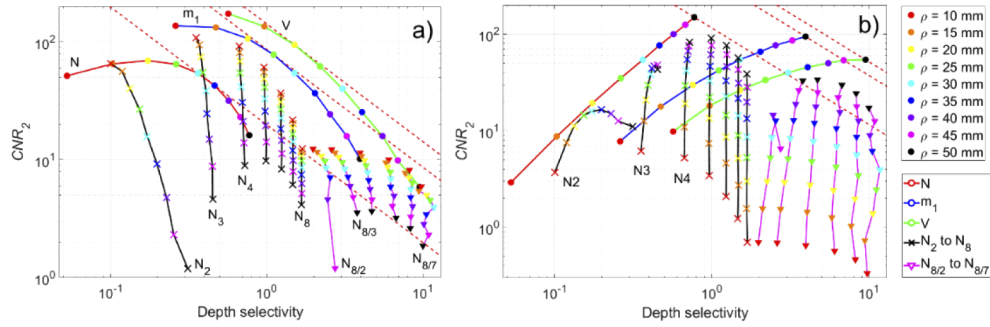 a)
CNR₂
10²
10¹
10⁰
N
m₁
V
N₂
N₃
N₄
N₈
N₈/₂
N₈/₃
N₈/₇
10⁻¹
10⁰
10¹
Depth selectivity
b)
CNR₂
10²
10¹
10⁰
N2
N3
N4
10⁻¹
10⁰
10¹
Depth selectivity
ρ = 10 mm
ρ = 15 mm
ρ = 20 mm
ρ = 25 mm
ρ = 30 mm
ρ = 35 mm
ρ = 40 mm
ρ = 45 mm
ρ = 50 mm
N
m₁
V
N₂ to N₈
N₈/₂ to N₈/₇